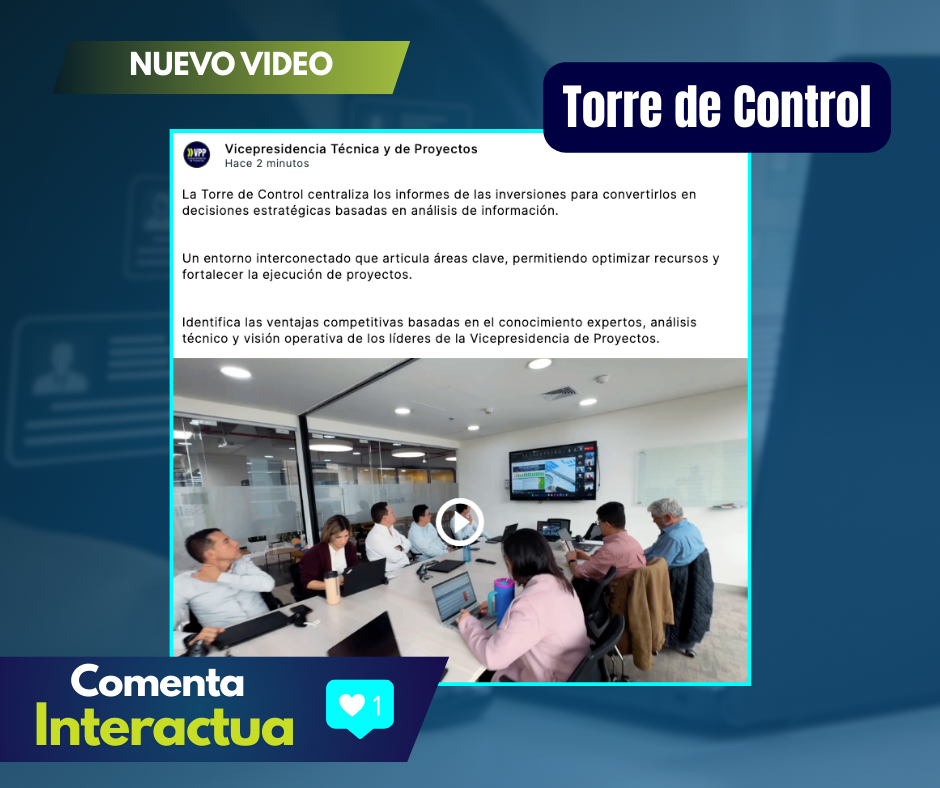 NUEVO VIDEO
Torre de Control
VPP
Vicepresidencia Técnica y de Proyectos
Hace 2 minutos
La Torre de Control centraliza los informes de las inversiones para convertirlos en
decisiones estratégicas basadas en análisis de información.
Un entorno interconectado que articula áreas clave, permitiendo optimizar recursos y
fortalecer la ejecución de proyectos.
Identifica las ventajas competitivas basadas en el conocimiento expertos, análisis
técnico y visión operativa de los líderes de la Vicepresidencia de Proyectos.
Comenta
Interactua
1